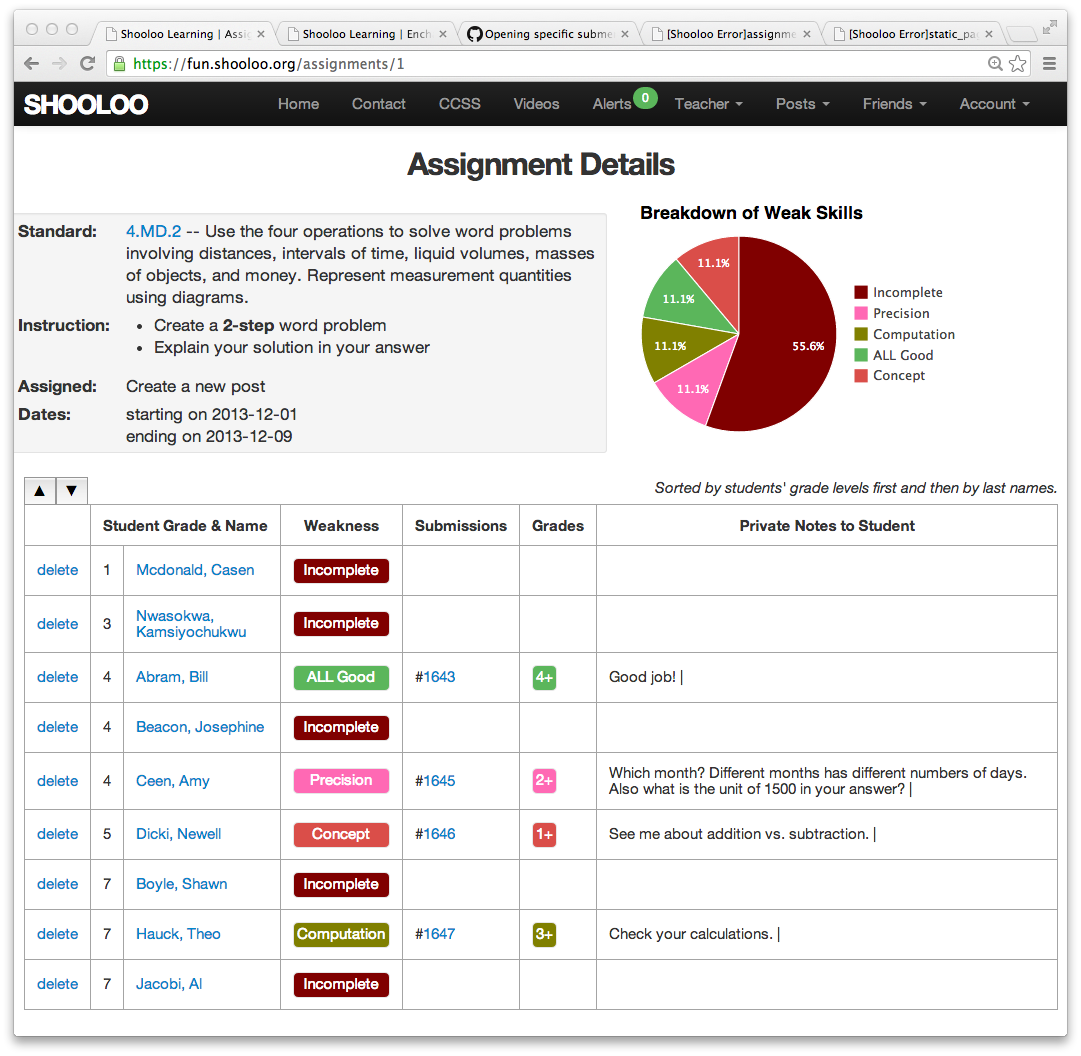 Shooloo Learning | Assig
Shooloo Learning | Ench
Opening specific subme
[Shooloo Error]assignme
[Shooloo Error]static_pa
https://fun.shooloo.org/assignments/1
SHOOLOO
Home
Contact
CCSS
Videos
Alerts 0
Teacher
Posts
Friends
Account
Assignment Details
Standard: 4.MD.2 -- Use the four operations to solve word problems
involving distances, intervals of time, liquid volumes, masses
of objects, and money. Represent measurement quantities
using diagrams.
Instruction: • Create a 2-step word problem
• Explain your solution in your answer
Assigned: Create a new post
Dates: starting on 2013-12-01
ending on 2013-12-09
Breakdown of Weak Skills
11.1%
11.1%
11.1%
11.1%
55.6%
Incomplete
Precision
Computation
ALL Good
Concept
▲ ▼
Sorted by students' grade levels first and then by last names.
Student Grade & Name Weakness Submissions Grades Private Notes to Student
delete 1 Mcdonald, Casen Incomplete
delete 3 Nwasokwa,
Kamsiyochukwu Incomplete
delete 4 Abram, Bill ALL Good #1643 4+ Good job! |
delete 4 Beacon, Josephine Incomplete
delete 4 Ceen, Amy Precision #1645 2+ Which month? Different months has different numbers of days.
Also what is the unit of 1500 in your answer? |
delete 5 Dicki, Newell Concept #1646 1+ See me about addition vs. subtraction. |
delete 7 Boyle, Shawn Incomplete
delete 7 Hauck, Theo Computation #1647 3+ Check your calculations. |
delete 7 Jacobi, Al Incomplete